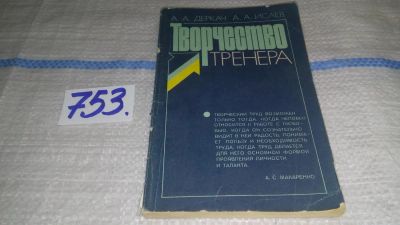 А. А. ДЕРКАЧ А. А. ИСАЕВ
ТВОРЧЕСТВО
ТРЕНЕРА
753.
ТВОРЧЕСКИЙ ТРУД ВОЗМОЖЕН
ТОЛЬКО ТОГДА, КОГДА ЧЕЛОВЕК
ОТНОСИТСЯ К РАБОТЕ С ЛЮБО-
ВЬЮ, КОГДА ОН СОЗНАТЕЛЬНО
ВИДИТ В НЕЙ РАДОСТЬ, ПОНИМА-
ЕТ ПОЛЬЗУ И НЕОБХОДИМОСТЬ
ТРУДА, КОГДА ТРУД ДЕЛАЕТСЯ
ДЛЯ НЕГО ОСНОВНОЙ ФОРМОЙ
ПРОЯВЛЕНИЯ ЛИЧНОСТИ
И ТАЛАНТА.
А. С. МАКАРЕНКО